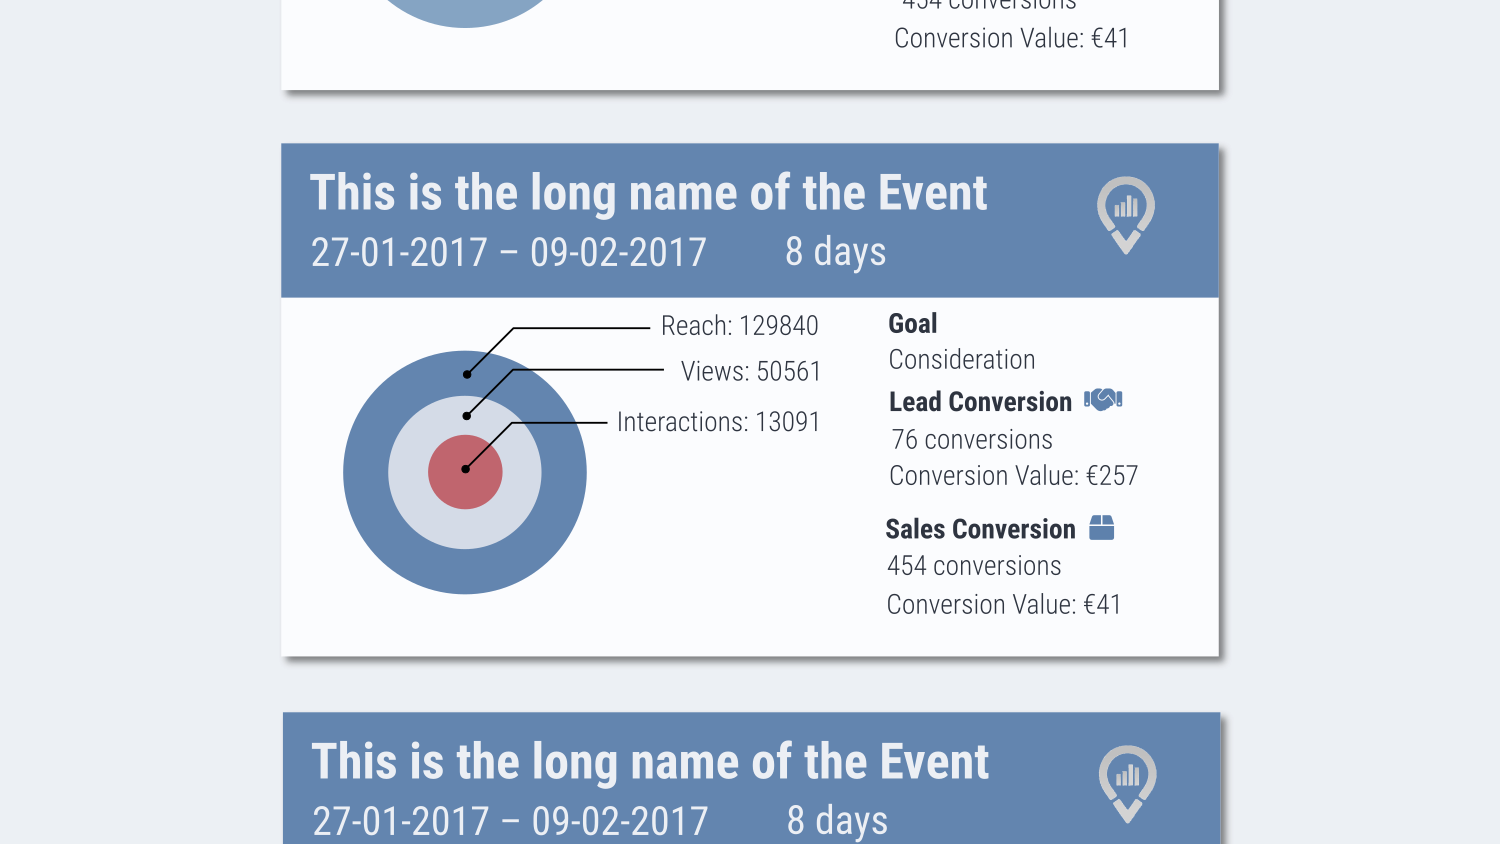 454 conversions
Conversion Value: €41
This is the long name of the Event
27-01-2017 – 09-02-2017 8 days
Reach: 129840
Views: 50561
Interactions: 13091
Goal
Consideration
Lead Conversion
76 conversions
Conversion Value: €257
Sales Conversion
454 conversions
Conversion Value: €41
This is the long name of the Event
27-01-2017 – 09-02-2017 8 days